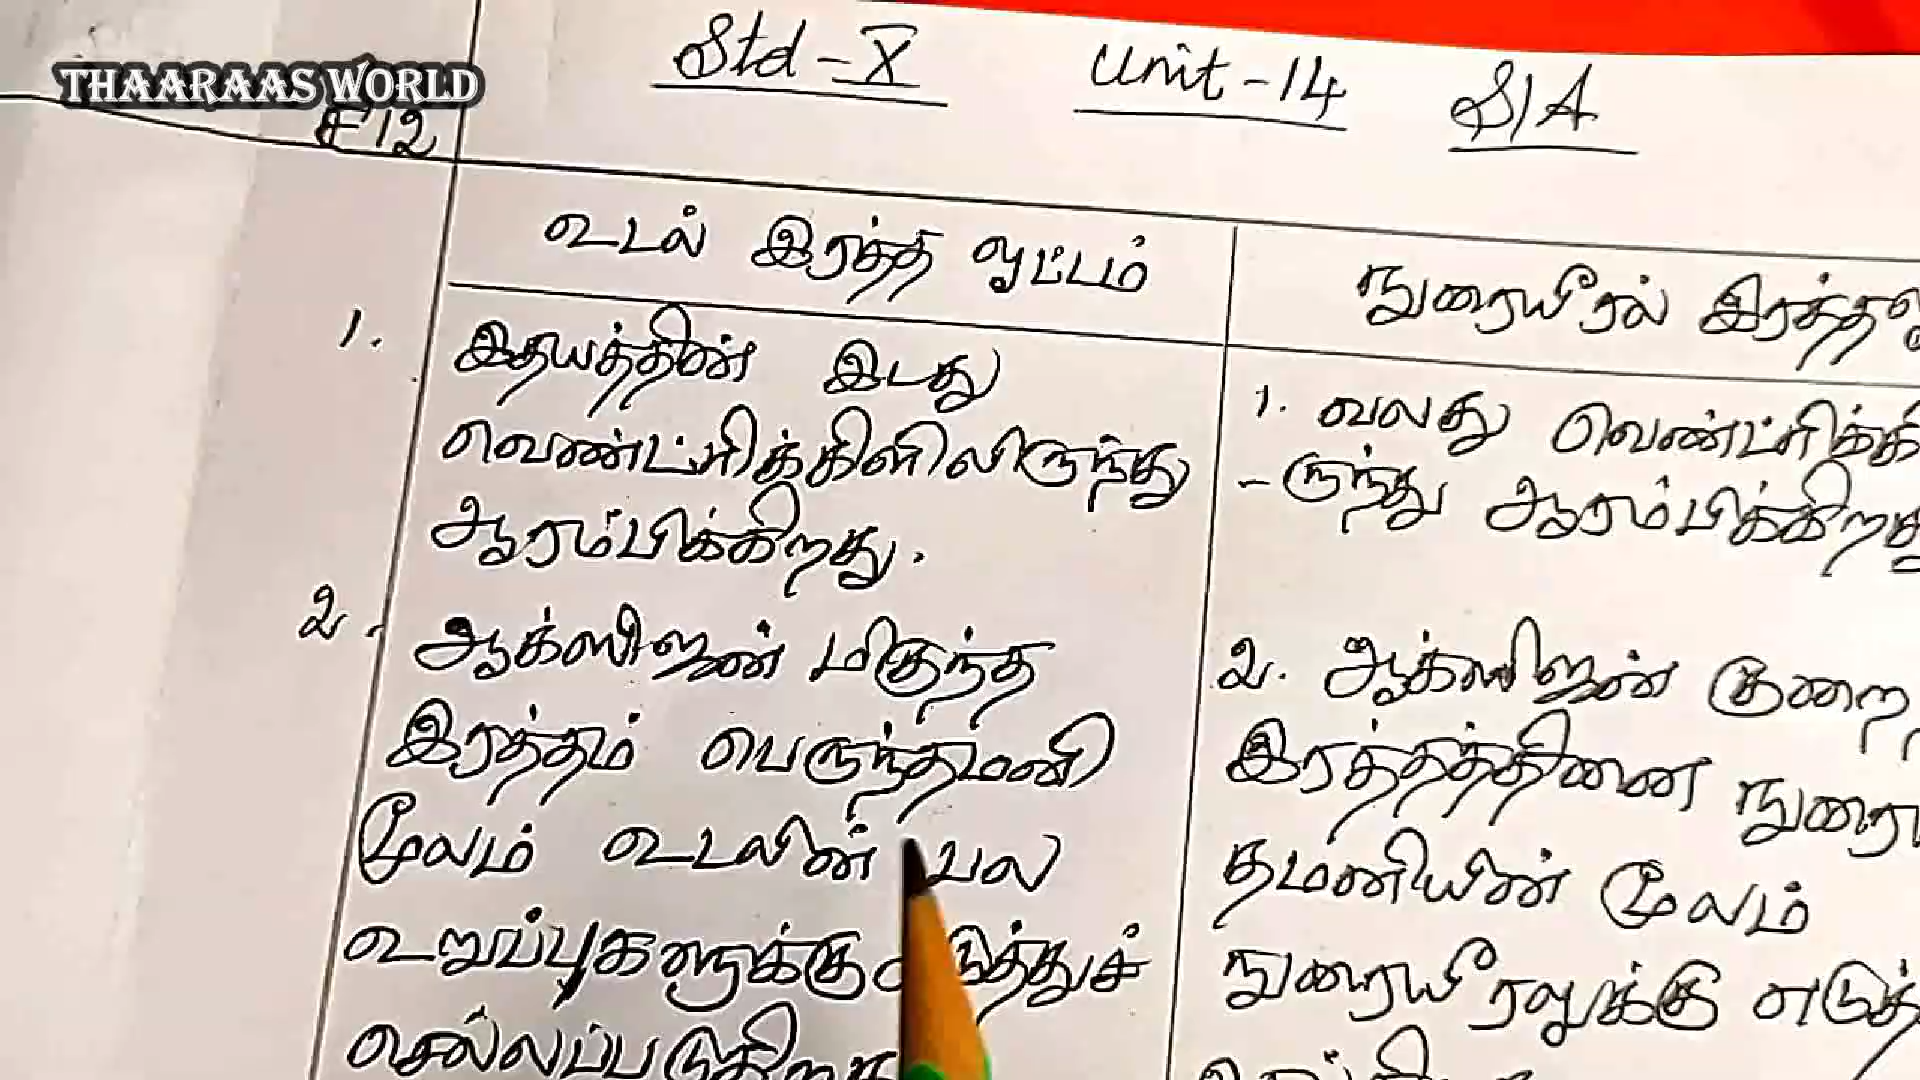 THAARAAS WORLD
Std - X Unit - 14 S/A
உடல் இரத்த ஓட்டம்
நுரையீரல் இரத்த
1. இதயத்தின் இடது
வெண்ட்ரிக்கிளிலிருந்து
ஆரம்பிக்கிறது.
2. ஆக்ஸிஜன் மிகுந்த
இரத்தம் பெருந்தமனி
மூலம் உடலின் பல
உறுப்புகளுக்கு
செல்லப்படுகிறது
1. வலது வெண்ட்ரிக்கி
-ருந்து ஆரம்பிக்கிறது
2. ஆக்ஸிஜன் குறை
இரத்தத்தினை நுரை
தமனியின் மூலம்
நுரையீரலுக்கு எடுத்